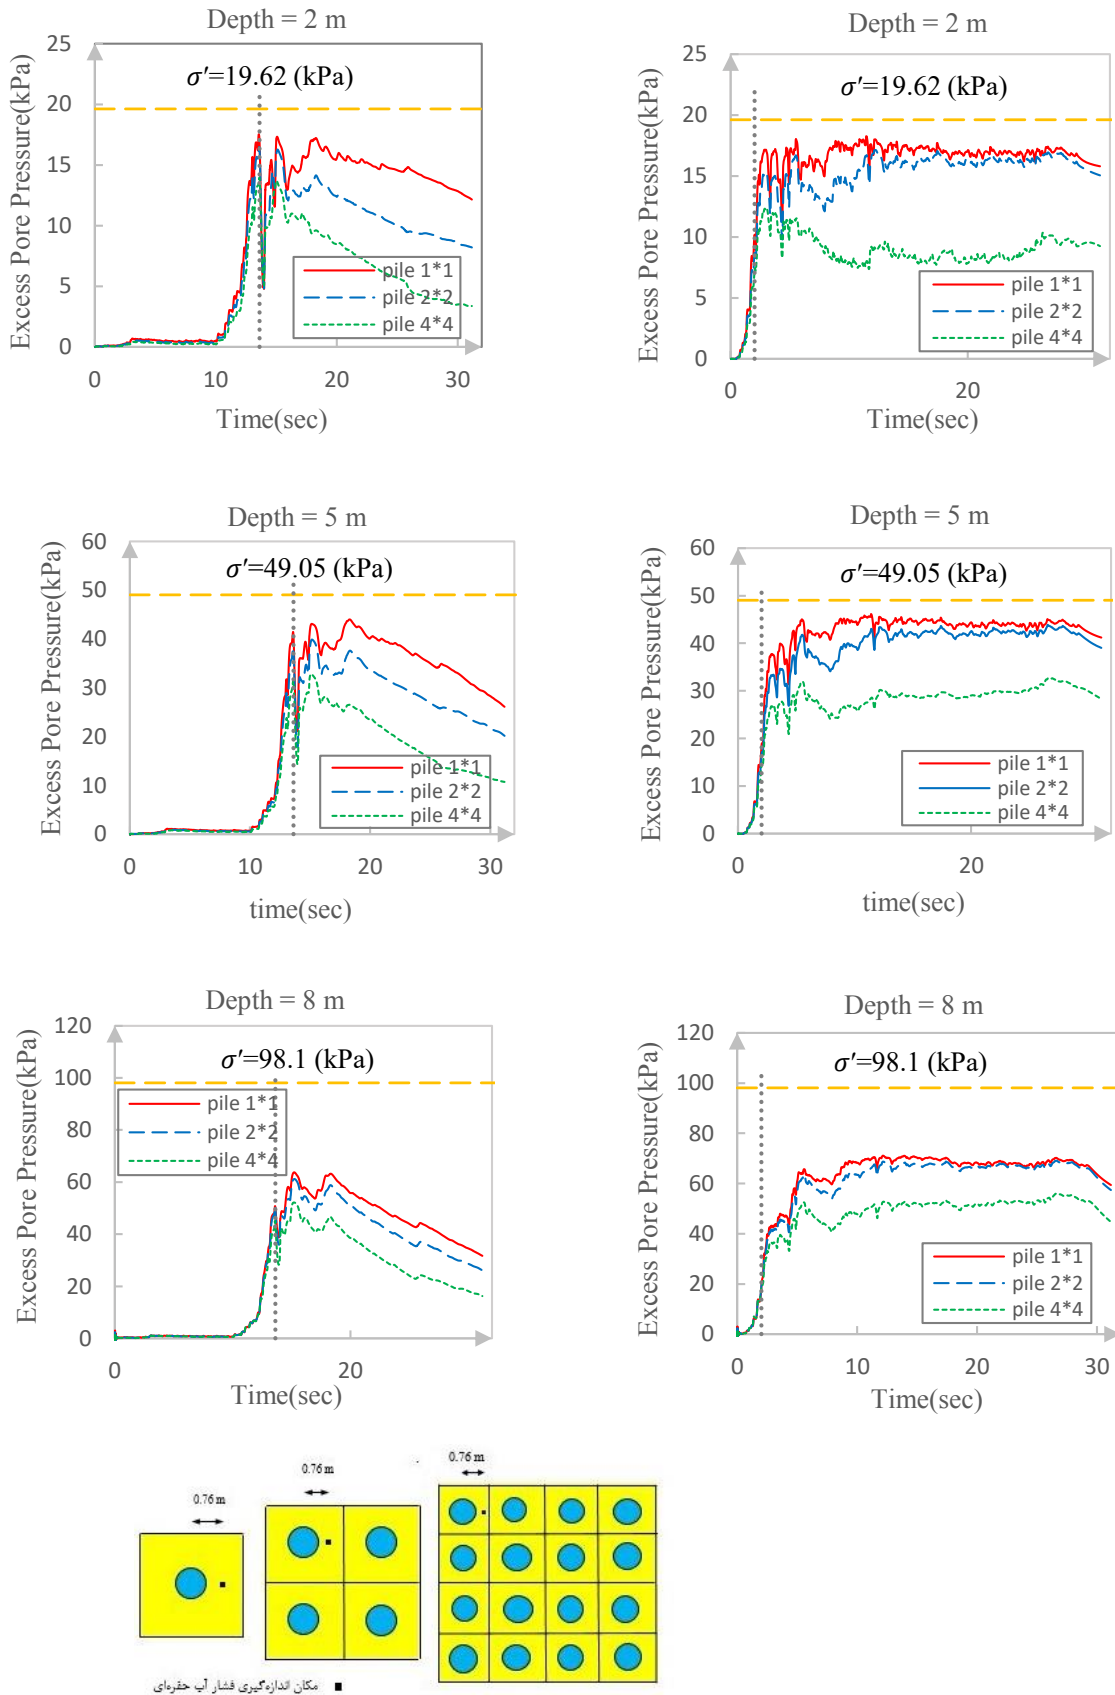 Depth = 2 m
Excess Pore Pressure(kPa)
25
20
15
10
5
0
σ′=19.62 (kPa)
pile 1*1
pile 2*2
pile 4*4
0 10 20 30
Time(sec)
Depth = 2 m
Excess Pore Pressure(kPa)
25
20
15
10
5
0
σ′=19.62 (kPa)
pile 1*1
pile 2*2
pile 4*4
0 20
Time(sec)
Depth = 5 m
Excess Pore Pressure(kPa)
60
50
40
30
20
10
0
σ′=49.05 (kPa)
pile 1*1
pile 2*2
pile 4*4
0 10 20 30
time(sec)
Depth = 5 m
Excess Pore Pressure(kPa)
60
50
40
30
20
10
0
σ′=49.05 (kPa)
pile 1*1
pile 2*2
pile 4*4
0 10 20 30
time(sec)
Depth = 8 m
Excess Pore Pressure(kPa)
120
100
80
60
40
20
0
σ′=98.1 (kPa)
pile 1*1
pile 2*2
pile 4*4
0 20
Time(sec)
Depth = 8 m
Excess Pore Pressure(kPa)
120
100
80
60
40
20
0
σ′=98.1 (kPa)
pile 1*1
pile 2*2
pile 4*4
0 10 20 30
Time(sec)
0.76 m
0.76 m
0.76 m
مکان اندازه‌گیری فشار آب حفره‌ای